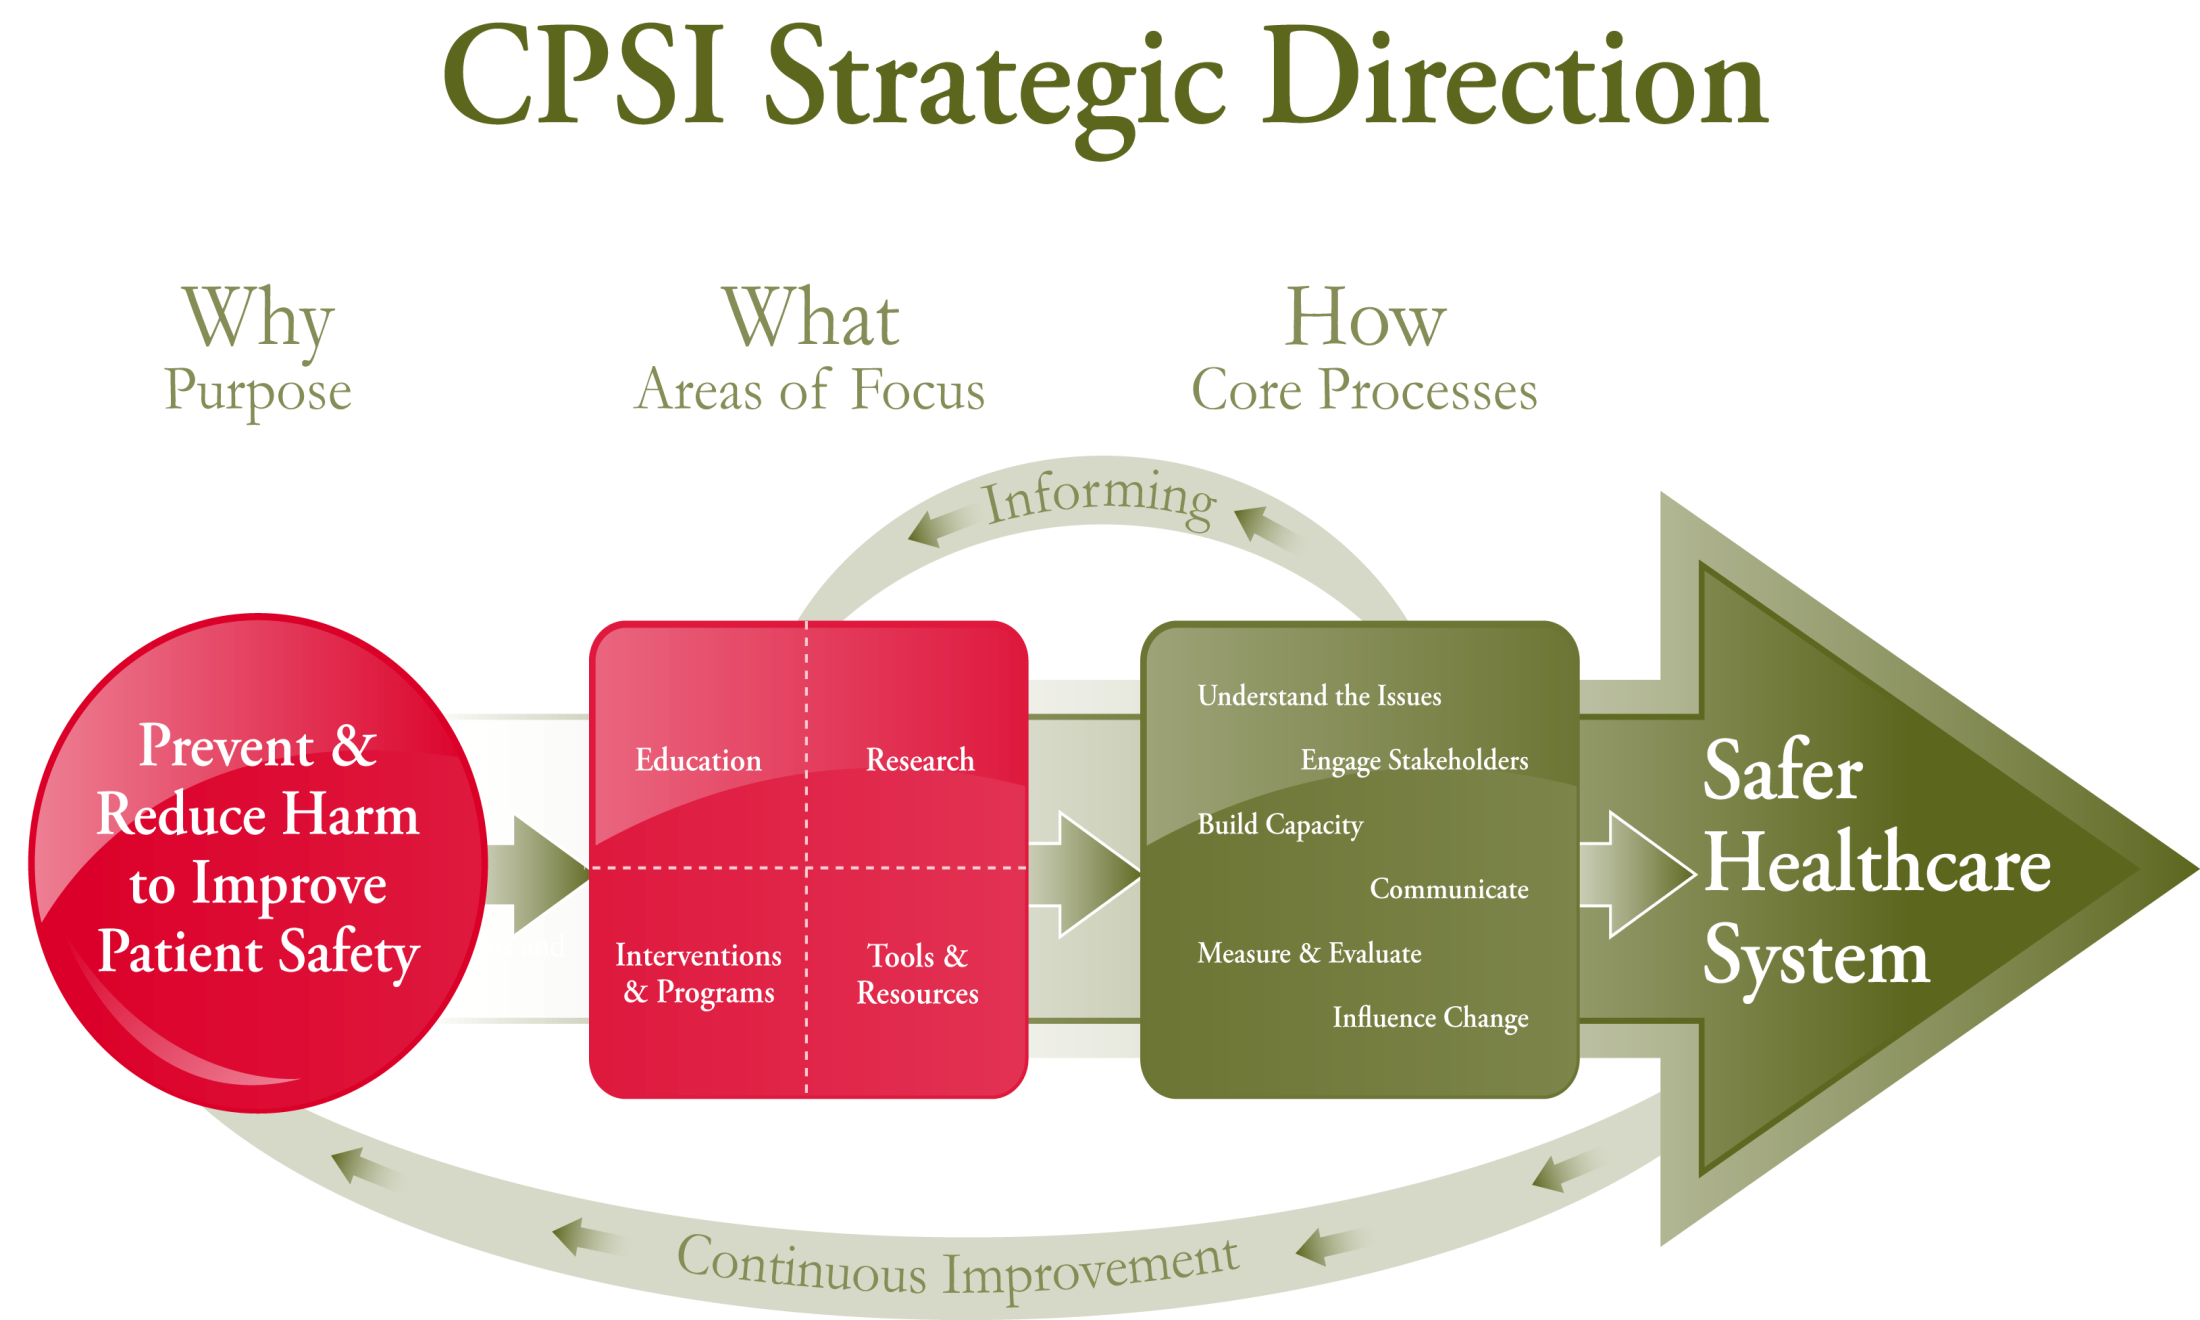 CPSI Strategic Direction
Why
Purpose
What
Areas of Focus
How
Core Processes
Informing
Prevent &
Reduce Harm
to Improve
Patient Safety
and
Education
Research
Interventions
& Programs
Tools &
Resources
Understand the Issues
Engage Stakeholders
Build Capacity
Communicate
Measure & Evaluate
Influence Change
Safer
Healthcare
System
Continuous Improvement